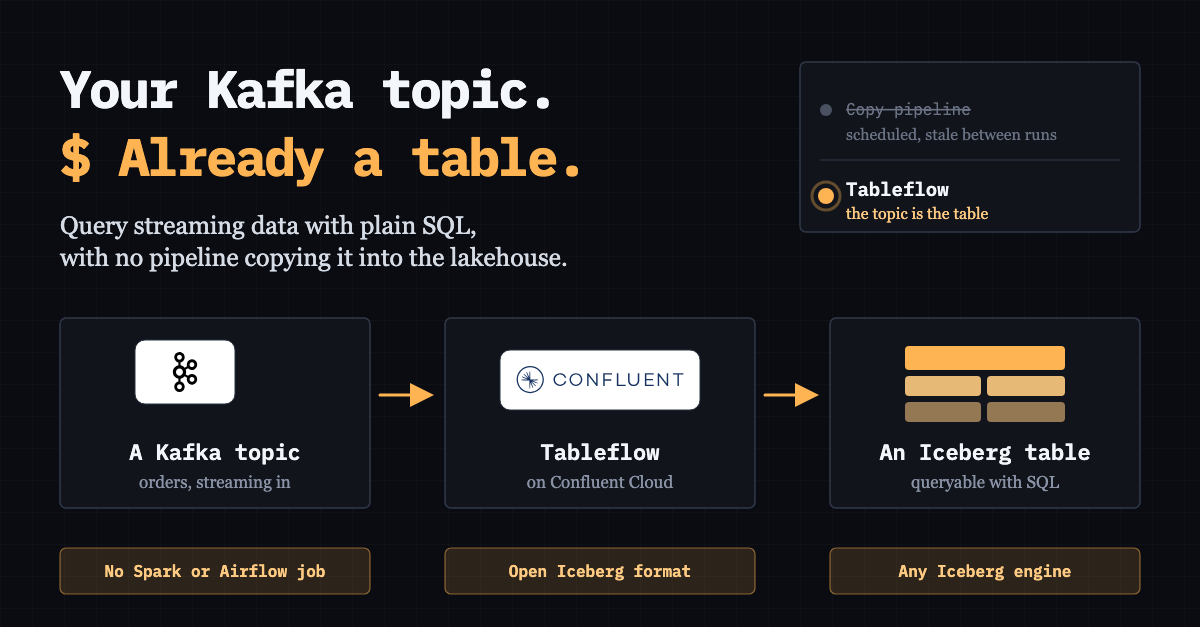 Your Kafka topic.
$ Already a table.
Query streaming data with plain SQL,
with no pipeline copying it into the lakehouse.
Copy pipeline
scheduled, stale between runs
Tableflow
the topic is the table
A Kafka topic
orders, streaming in
CONFLUENT
Tableflow
on Confluent Cloud
An Iceberg table
queryable with SQL
No Spark or Airflow job
Open Iceberg format
Any Iceberg engine